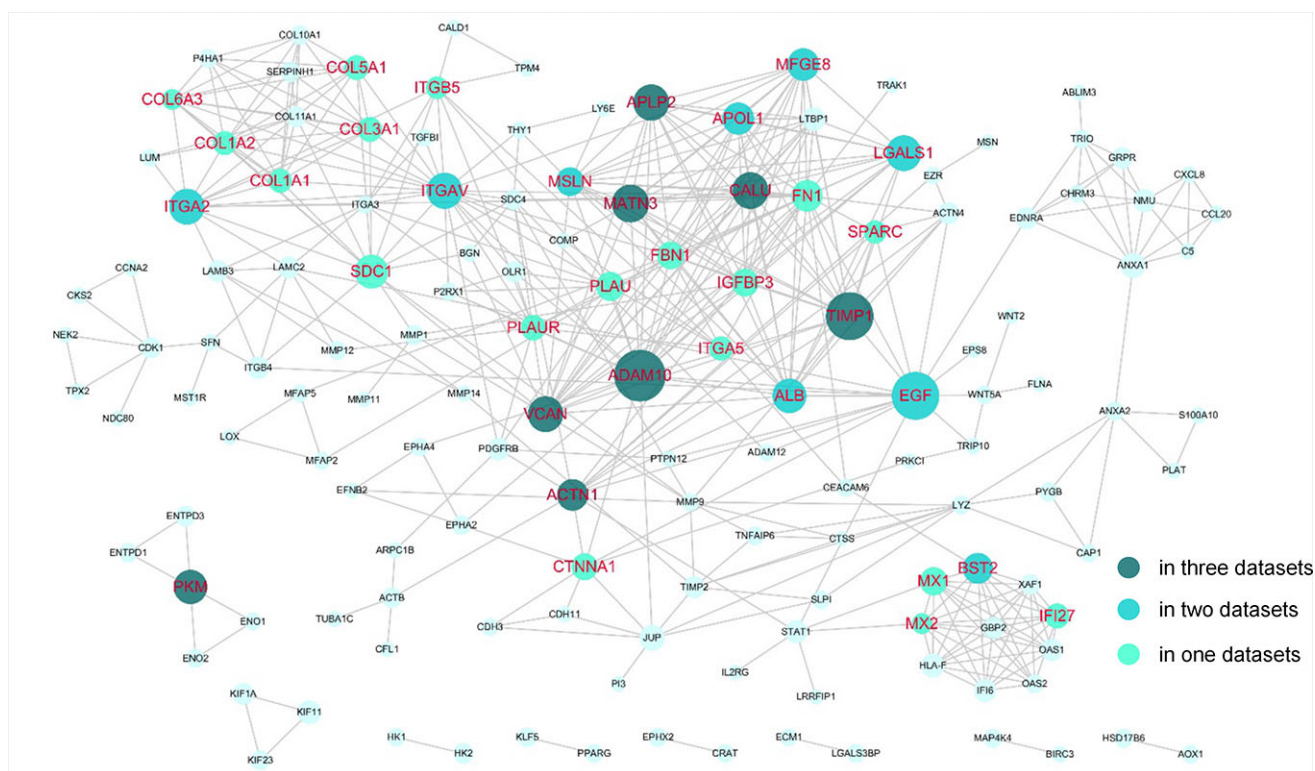 CALD1
COL10A1
P4HA1
SERPINH1
COL5A1
TPM4
MFGE8
TRAK1
ABLIM3
ITGB5
COL6A3
APLP2
LY6E
LTBP1
APOL1
COL11A1
COL3A1
TGFBI
THY1
TRIO
COL1A2
MSN
LUM
LGALS1
GRPR
CXCL8
COL1A1
ITGAV
MSLN
CALU
FN1
EZR
CHRM3
NMU
ITGA2
ITGA3
SDC4
MATN3
ACTN4
EDNRA
CCL20
SPARC
COMP
BGN
FBN1
C5
ANXA1
CCNA2
LAMB3
LAMC2
SDC1
OLR1
PLAU
IGFBP3
CKS2
P2RX1
TIMP1
WNT2
NEK2
CDK1
SFN
MMP12
MMP1
PLAUR
ITGA5
EPS8
ITGB4
ADAM10
TPX2
MST1R
MFAP5
MMP11
MMP14
ALB
EGF
WNT5A
FLNA
NDC80
VCAN
ANXA2
S100A10
LOX
EPHA4
PDGFRB
PTPN12
ADAM12
PRKCI
TRIP10
MFAP2
PLAT
EFNB2
ACTN1
MMP9
CEACAM6
LYZ
PYGB
ENTPD3
EPHA2
TNFAIP6
CTSS
ENTPD1
ARPC1B
CAP1
CTNNA1
BST2
in three datasets
PKM
TIMP2
MX1
XAF1
ACTB
SLPI
in two datasets
TUBA1C
CDH11
IFI27
ENO1
CDH3
JUP
STAT1
MX2
GBP2
CFL1
OAS1
in one datasets
ENO2
IL2RG
HLA-F
PI3
IFI6
OAS2
KIF1A
LRRFIP1
KIF11
HK1
KLF5
EPHX2
ECM1
MAP4K4
HSD17B6
KIF23
HK2
PPARG
CRAT
LGALS3BP
BIRC3
AOX1